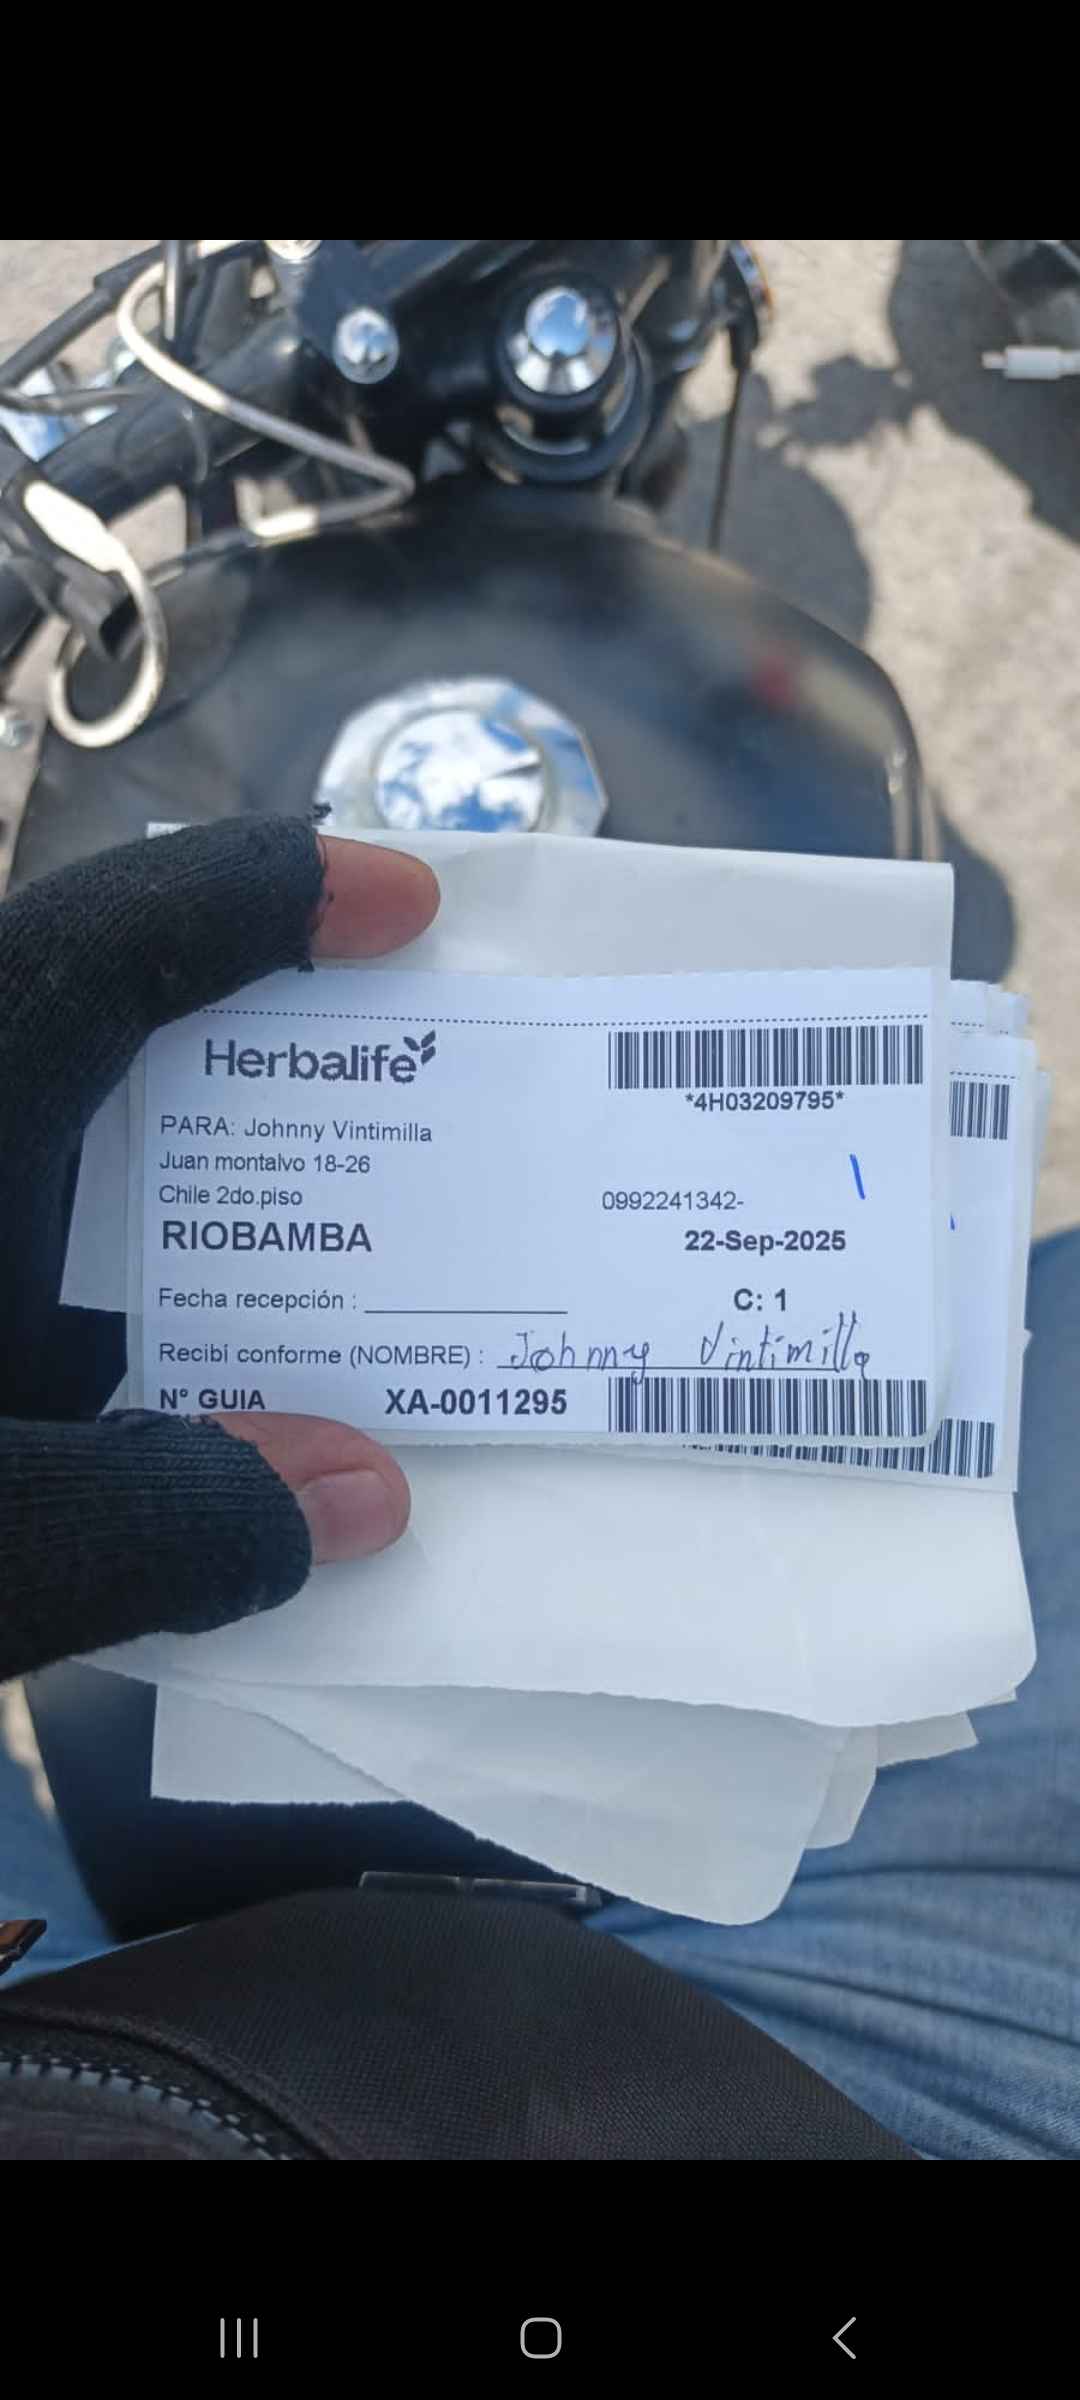 Herbalife
*4H03209795*
PARA: Johnny Vintimilla
Juan montalvo 18-26
Chile 2do.piso
0992241342-
RIOBAMBA
22-Sep-2025
Fecha recepción :
C: 1
Recibí conforme (NOMBRE) : Johnny Vintimilla
N° GUIA XA-0011295